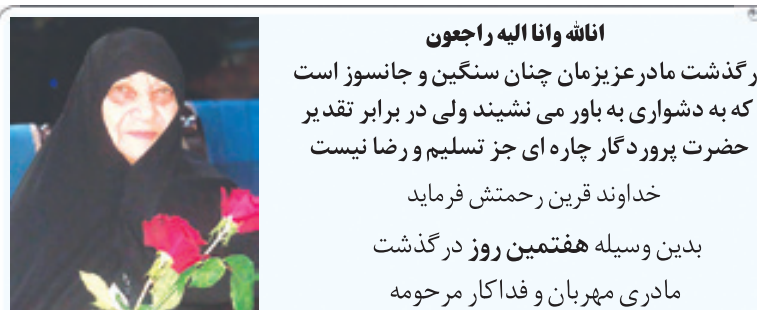 انالله وانا الیه راجعون
رگذشت مادرعزیزمان چنان سنگین و جانسوز است
که به دشواری به باور می نشیند ولی در برابر تقدیر
حضرت پروردگار چاره ای جز تسلیم و رضا نیست
خداوند قرین رحمتش فرماید
بدین وسیله هفتمین روز درگذشت
مادری مهربان و فداکار مرحومه